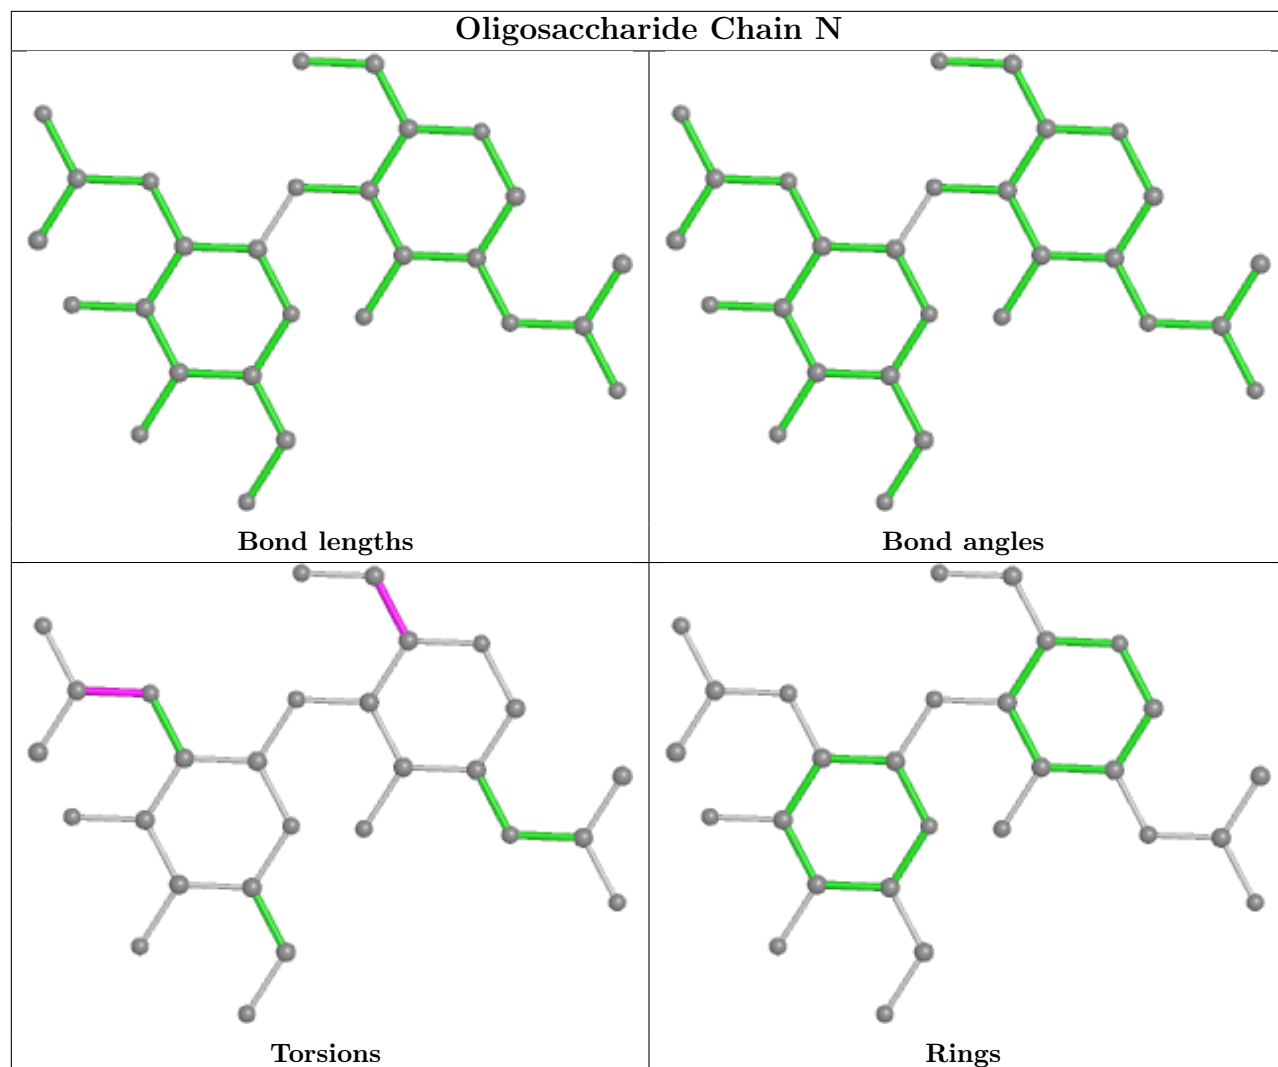 Oligosaccharide Chain N
Bond lengths
Bond angles
Torsions
Rings